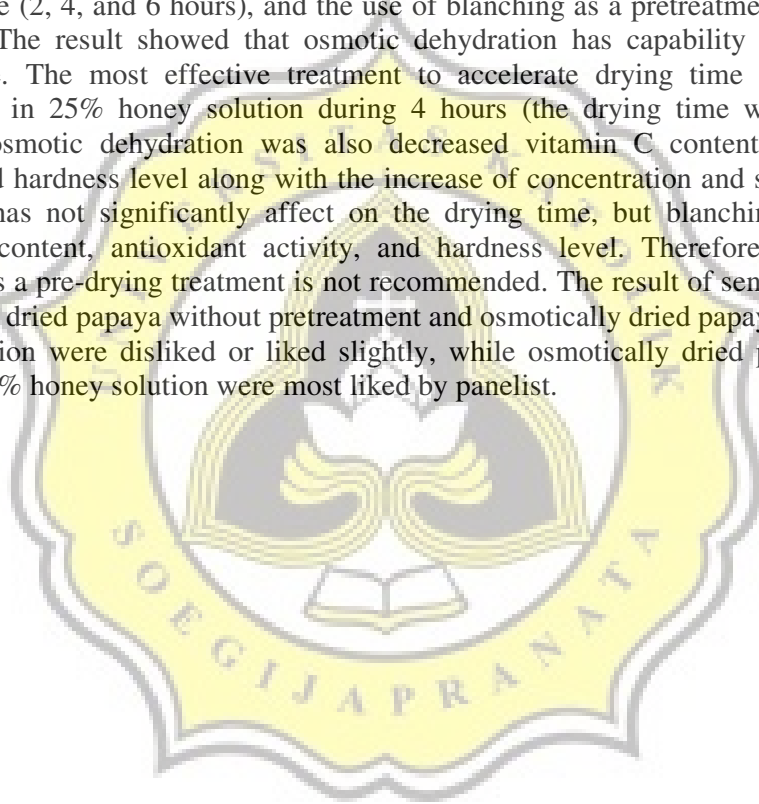 e (2, 4, and 6 hours), and the use of blanching as a pretreatme
The result showed that osmotic dehydration has capability
. The most effective treatment to accelerate drying time
in 25% honey solution during 4 hours (the drying time w
osmotic dehydration was also decreased vitamin C content
l hardness level along with the increase of concentration and s
has not significantly affect on the drying time, but blanchin
content, antioxidant activity, and hardness level. Therefore
s a pre-drying treatment is not recommended. The result of sen
dried papaya without pretreatment and osmotically dried papay
ion were disliked or liked slightly, while osmotically dried p
% honey solution were most liked by panelist.
UNIVERSITAS KATOLIK
SOEGIJAPRANATA